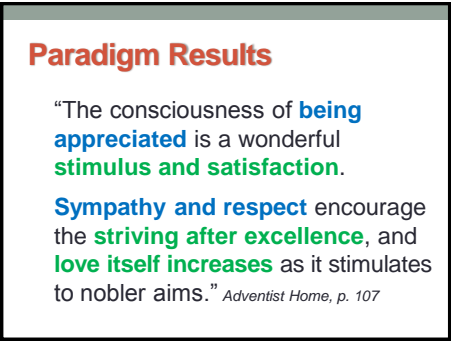 Paradigm Results
“The consciousness of being
appreciated is a wonderful
stimulus and satisfaction.
Sympathy and respect encourage
the striving after excellence, and
love itself increases as it stimulates
to nobler aims.” Adventist Home, p. 107